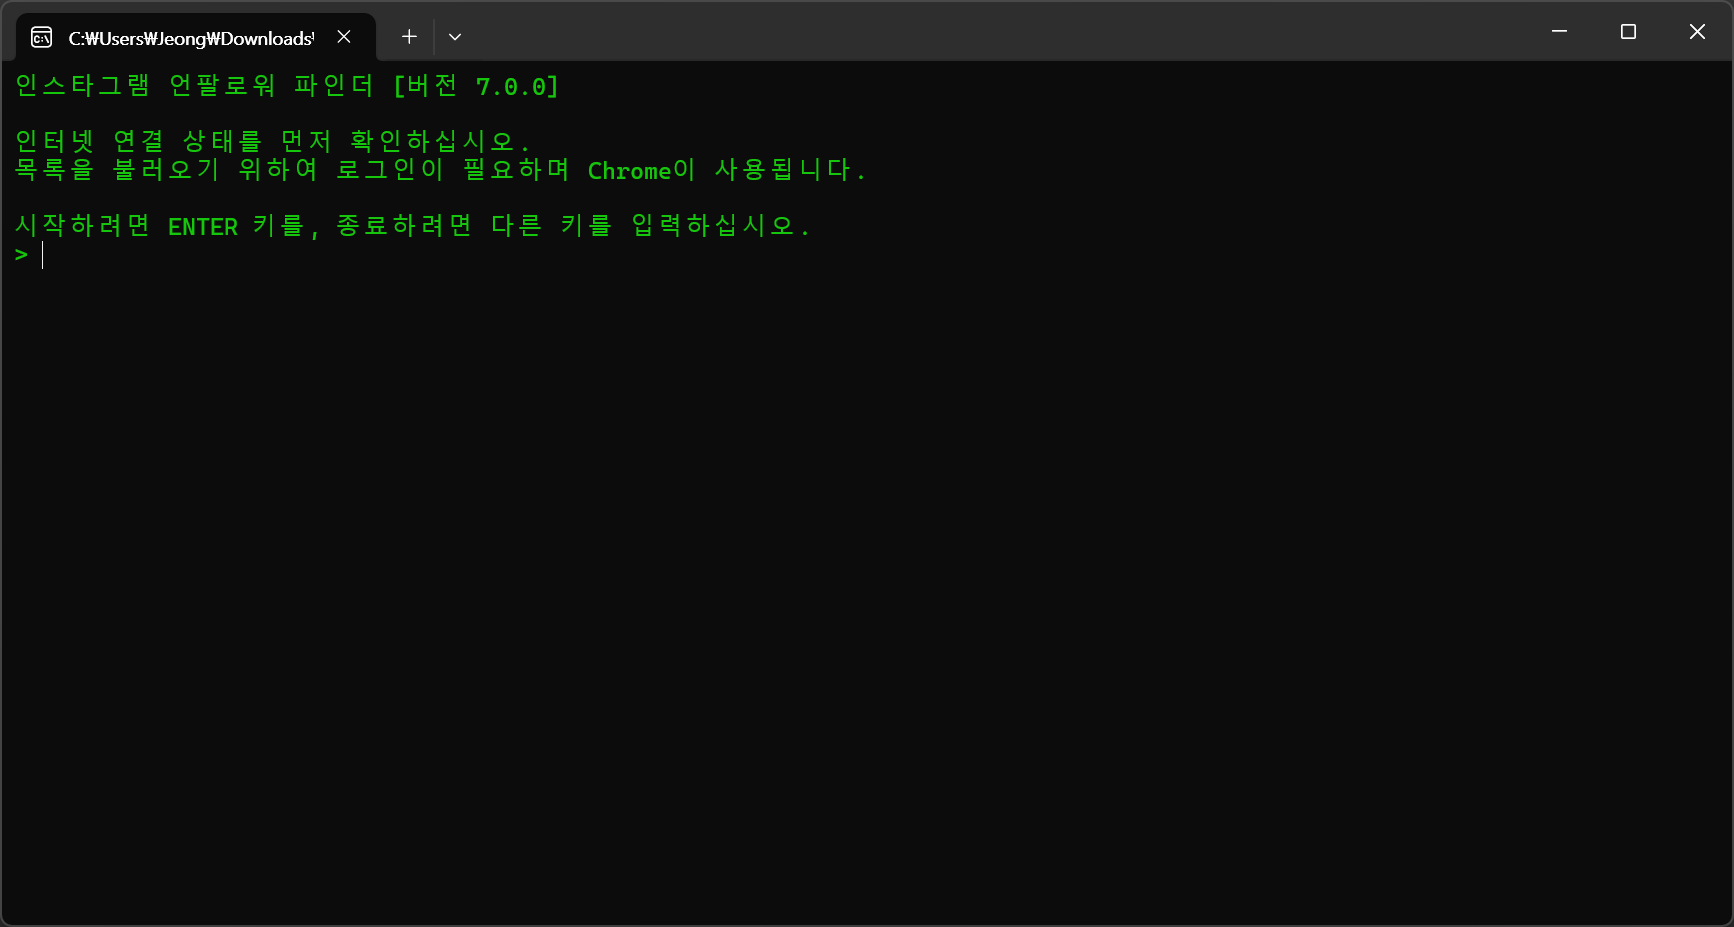 C:₩Users₩Jeong₩Downloads
인스타그램 언팔로워 파인더 [버전 7.0.0]
인터넷 연결 상태를 먼저 확인하십시오.
목록을 불러오기 위하여 로그인이 필요하며 Chrome이 사용됩니다.
시작하려면 ENTER 키를, 종료하려면 다른 키를 입력하십시오.
>